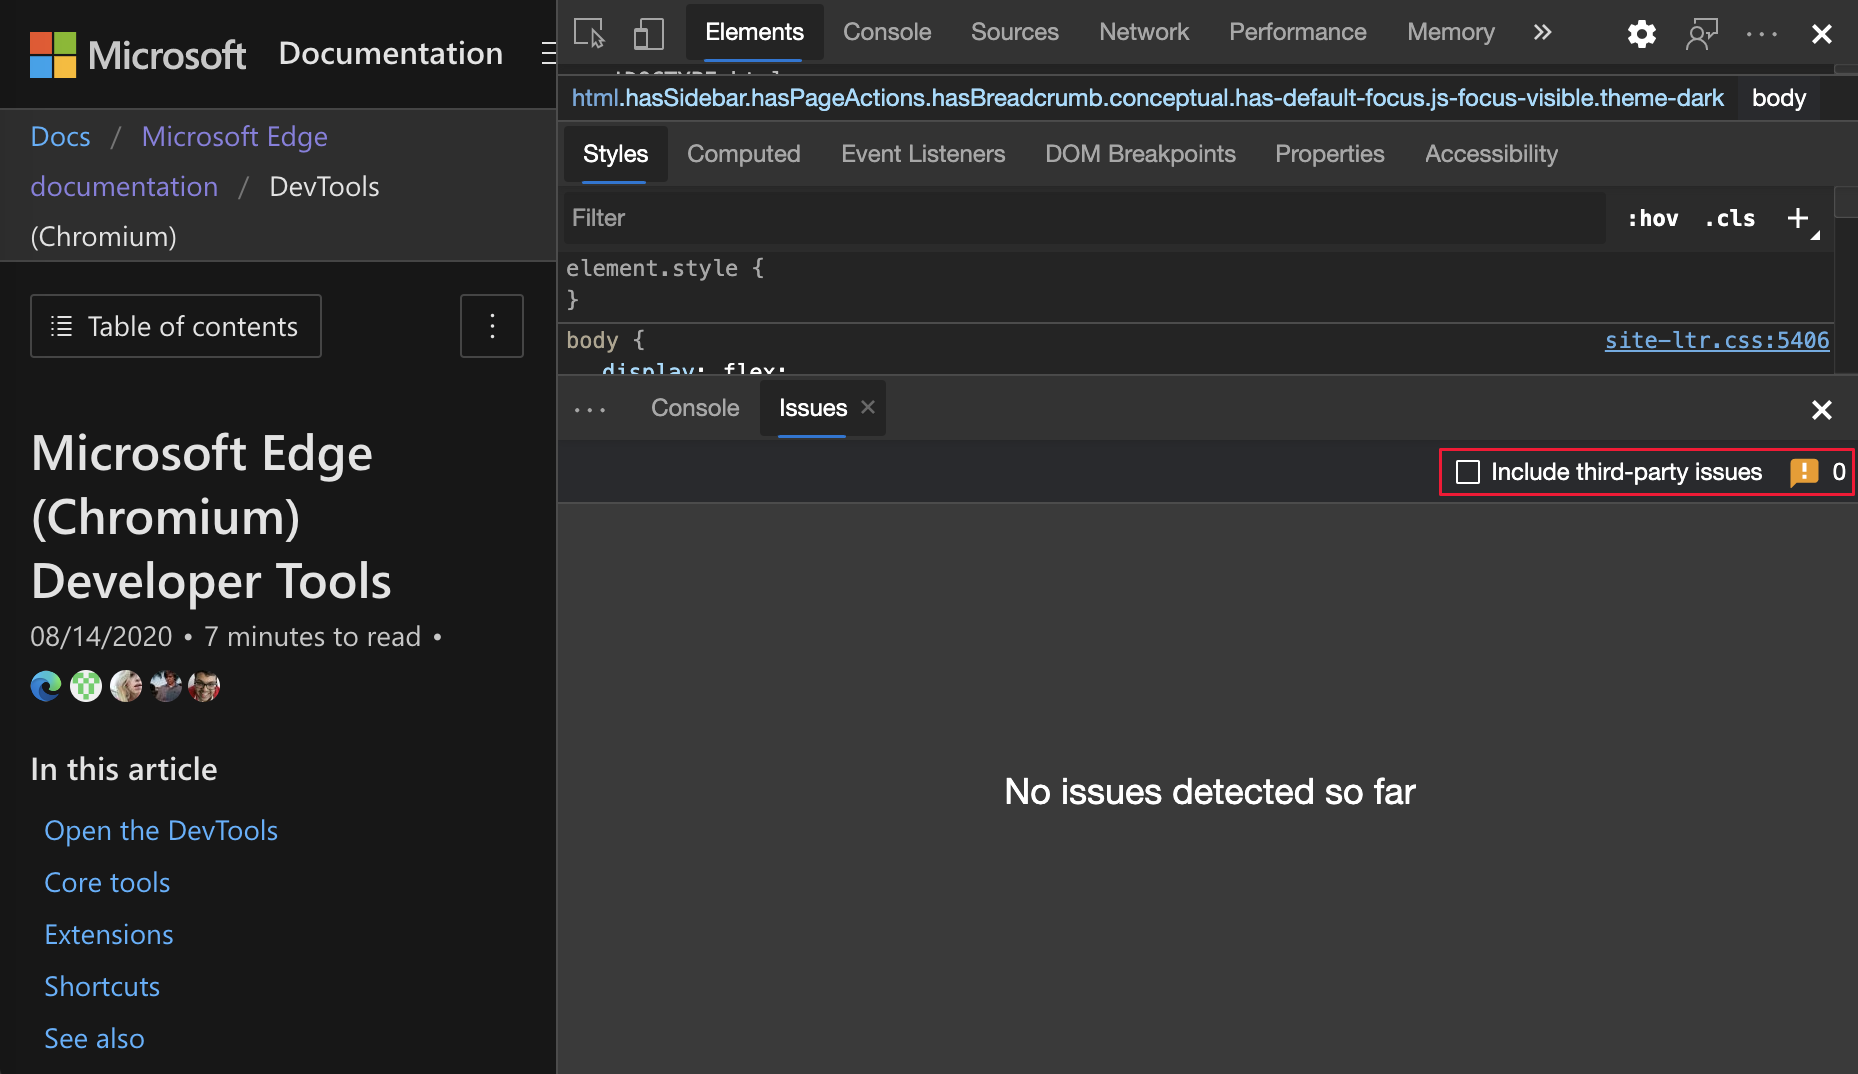 Microsoft Documentation
Docs / Microsoft Edge
documentation / DevTools
(Chromium)
Table of contents
Microsoft Edge
(Chromium)
Developer Tools
08/14/2020 • 7 minutes to read •
In this article
Open the DevTools
Core tools
Extensions
Shortcuts
See also
Elements Console Sources Network Performance Memory
html.hasSidebar.hasPageActions.hasBreadcrumb.conceptual.has-default-focus.js-focus-visible.theme-dark body
Styles Computed Event Listeners DOM Breakpoints Properties Accessibility
Filter :hov .cls +
element.style {
}
body { site-ltr.css:5406
display: flex;
Console Issues
Include third-party issues 0
No issues detected so far